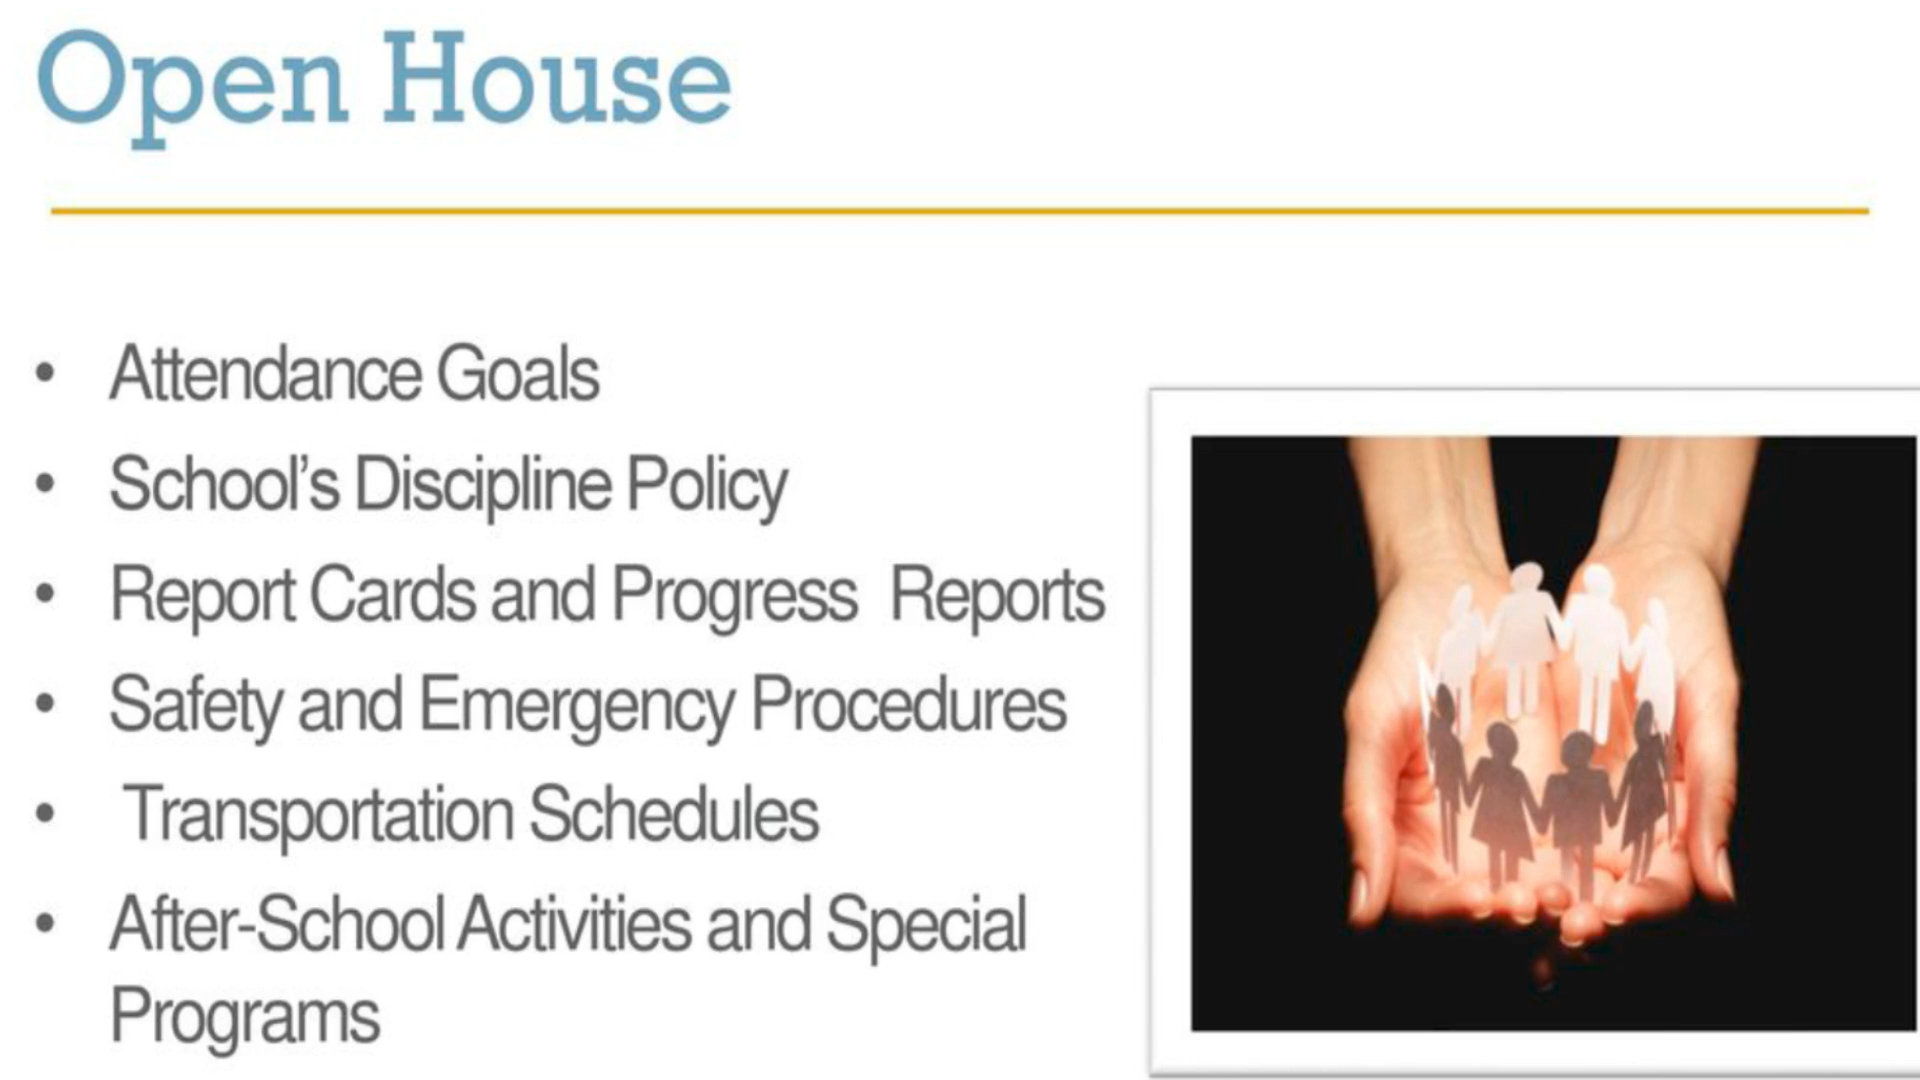 Open House
• Attendance Goals
• School’s Discipline Policy
• Report Cards and Progress  Reports
• Safety and Emergency Procedures
•  Transportation Schedules
• After-School Activities and Special
Programs